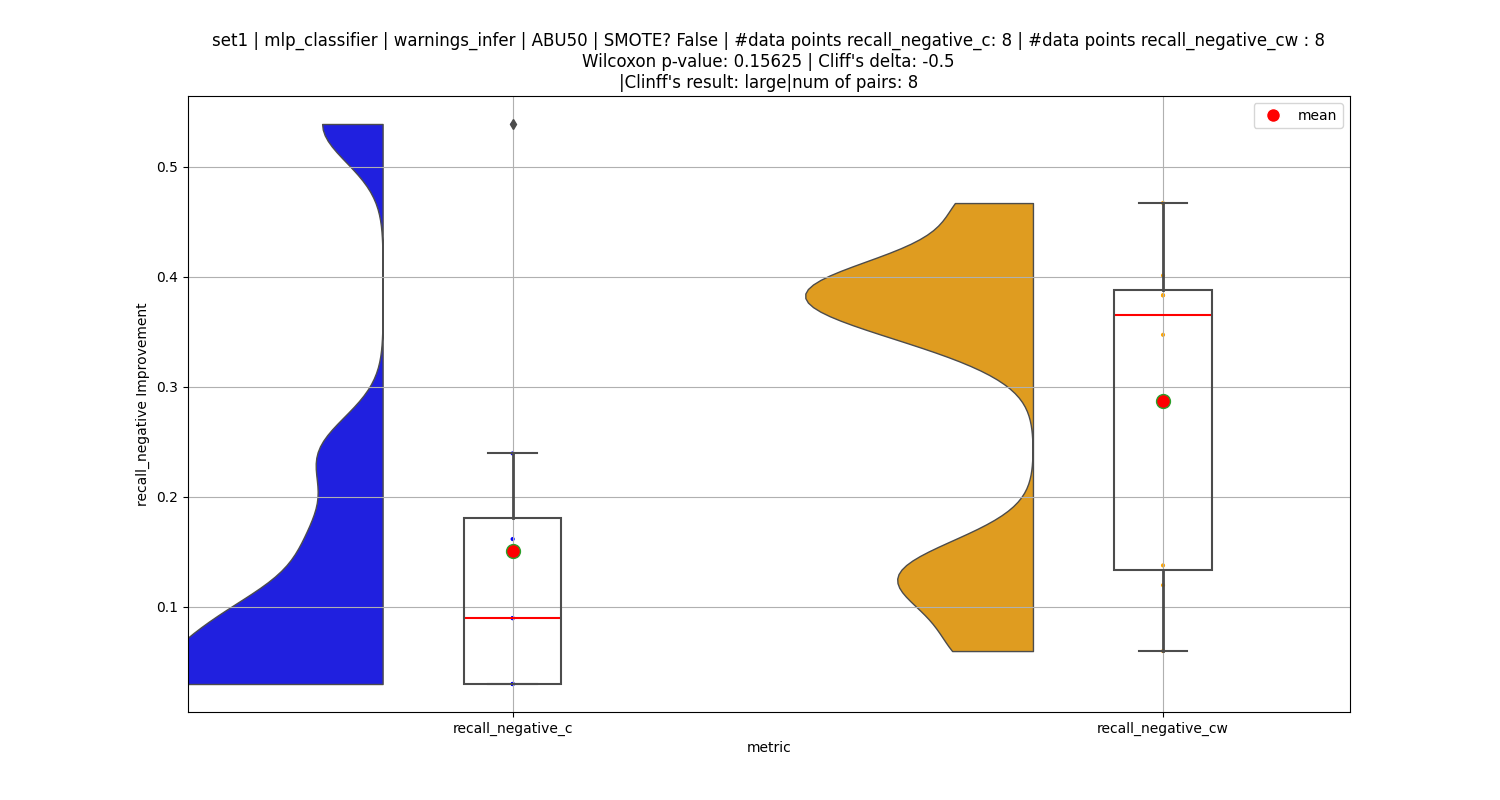 set1 | mlp_classifier | warnings_infer | ABU50 | SMOTE? False | #data points recall_negative_c: 8 | #data points recall_negative_cw : 8
Wilcoxon p-value: 0.15625 | Cliff's delta: -0.5
|Clinff's result: large|num of pairs: 8
mean
0.5
0.4
0.3
0.2
0.1
recall_negative Improvement
recall_negative_c
recall_negative_cw
metric